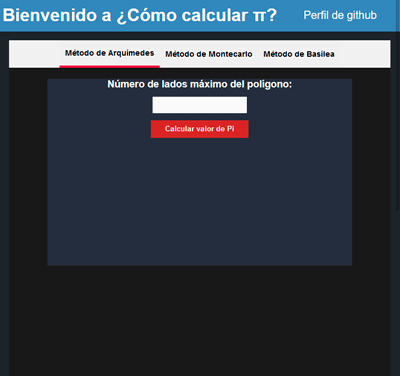 Bienvenido a ¿Cómo calcular π?
Perfil de github
Método de Arquímedes
Método de Montecarlo
Método de Basilea
Número de lados máximo del polígono:
Calcular valor de Pi